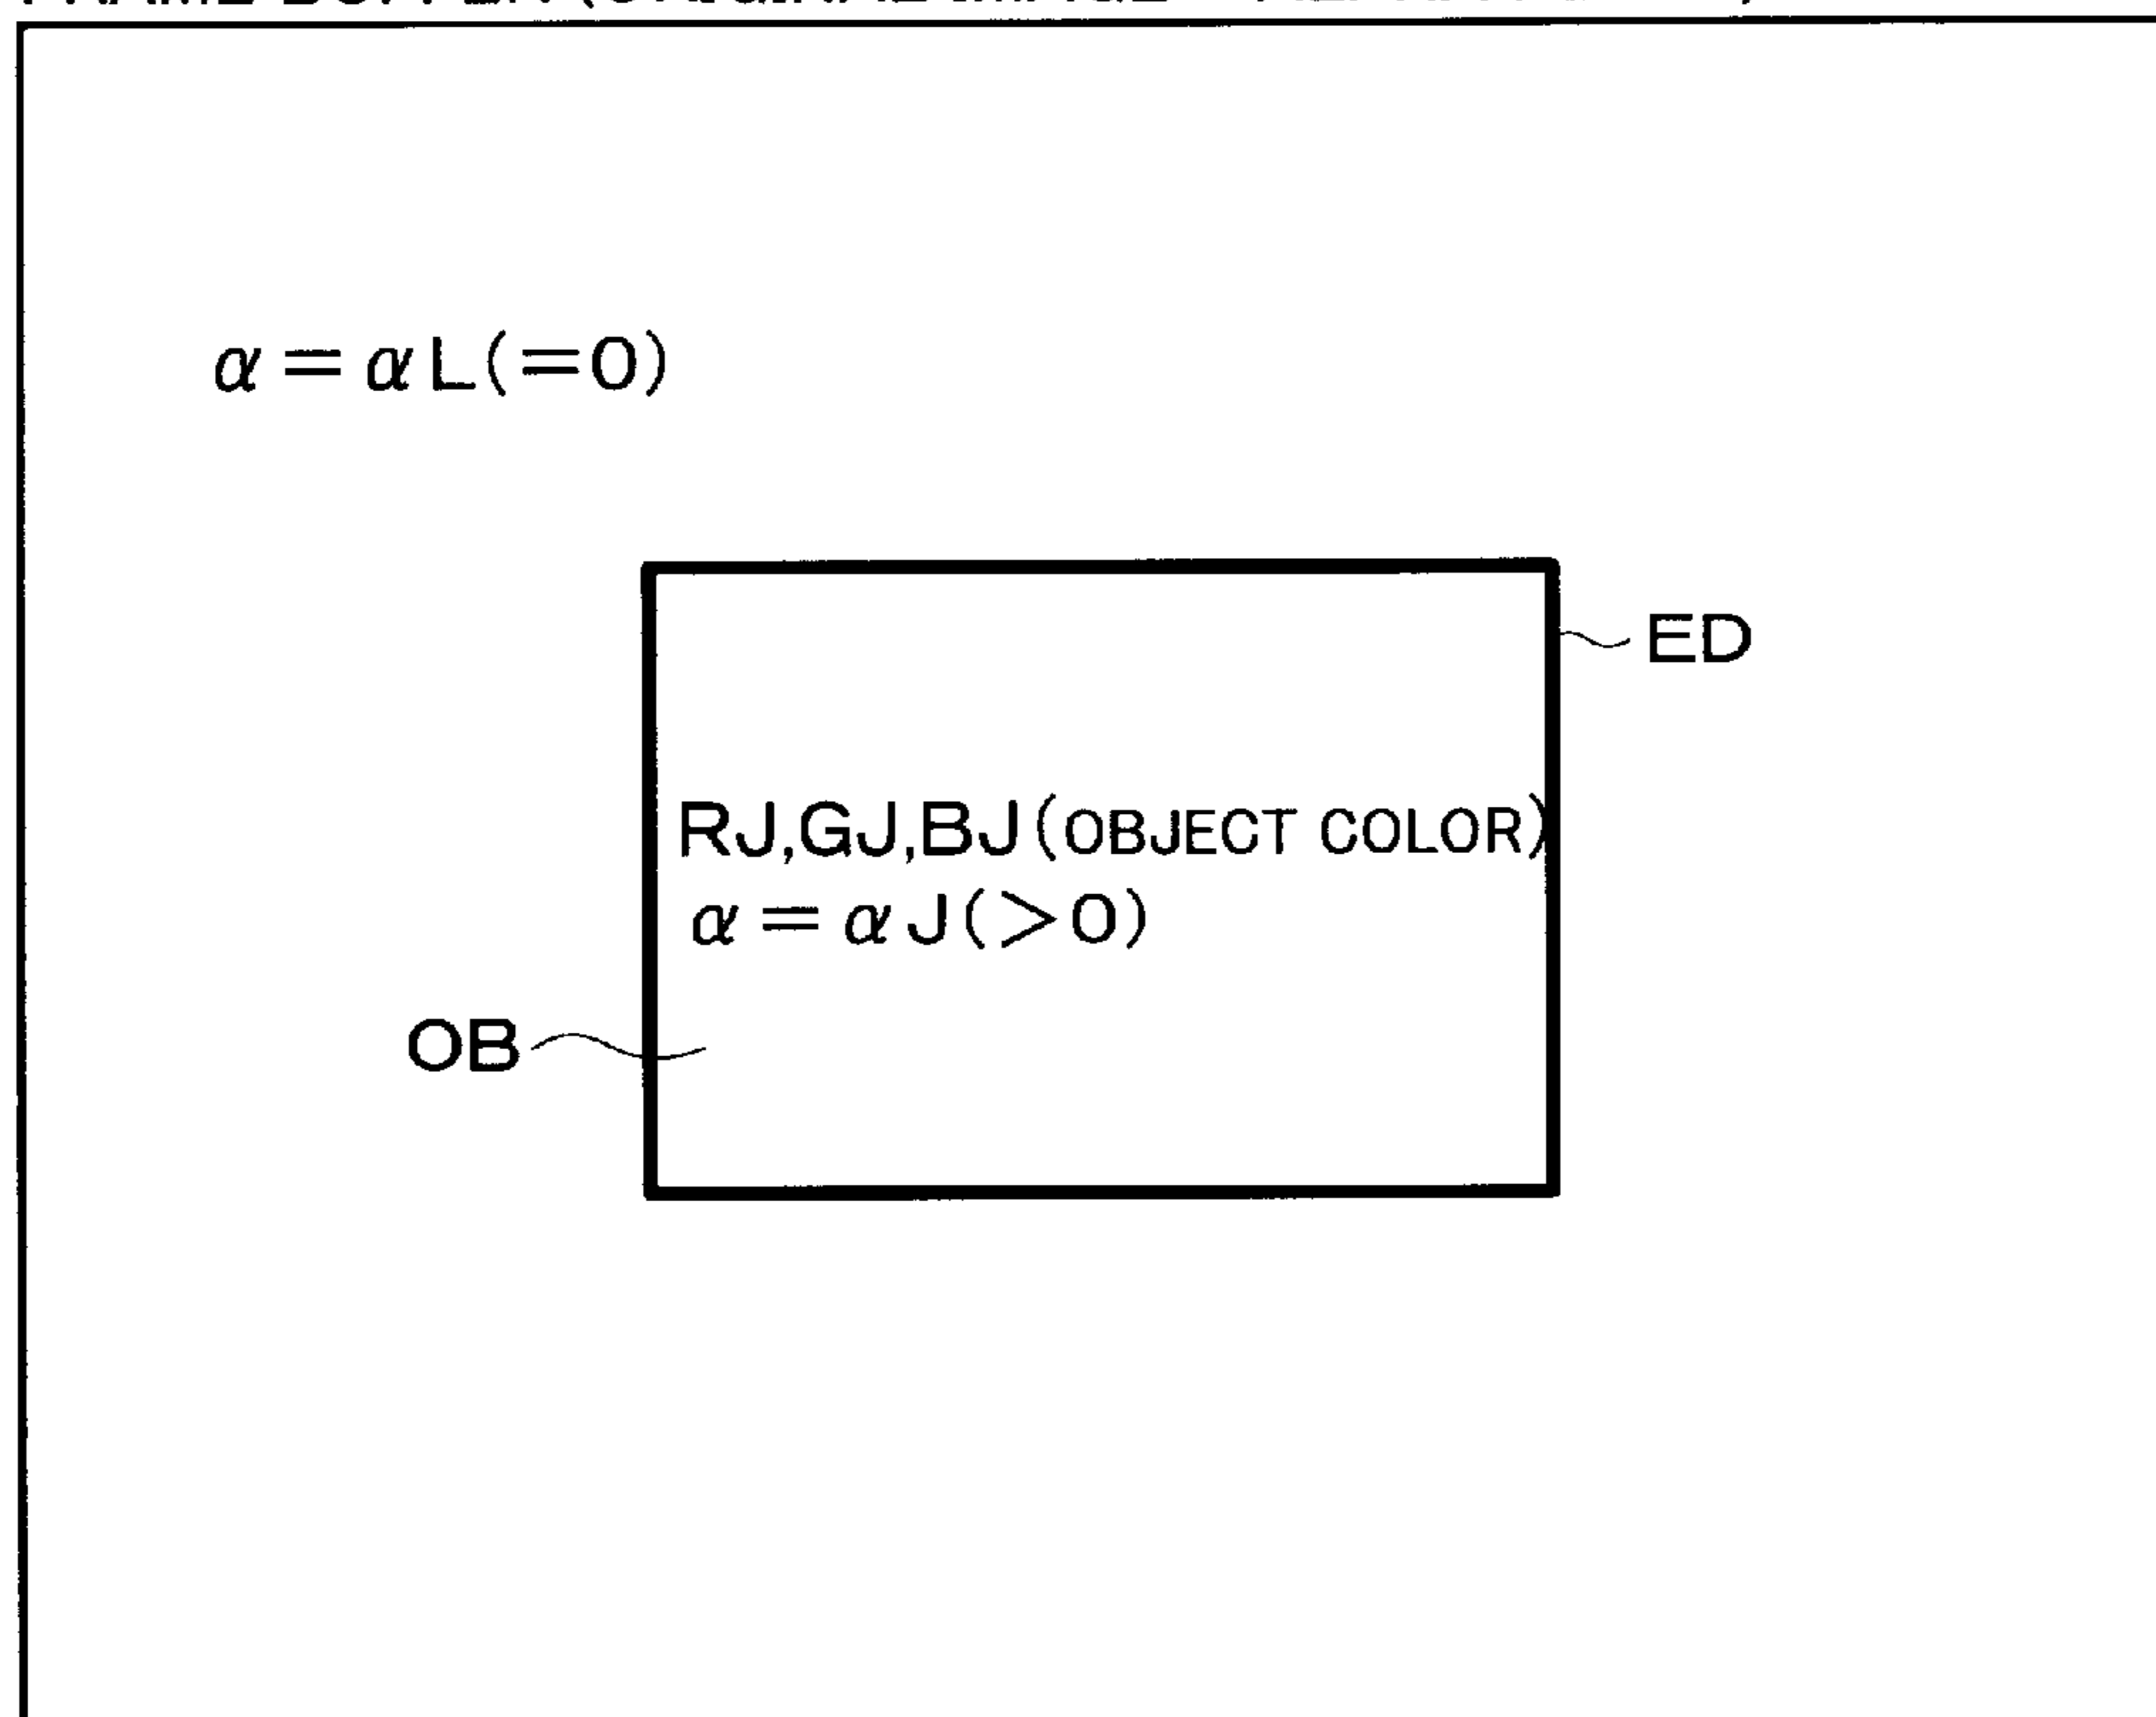 α=αL(=0)
ED
RJ,GJ,BJ(OBJECT COLOR)
α=αJ(>0)
OB